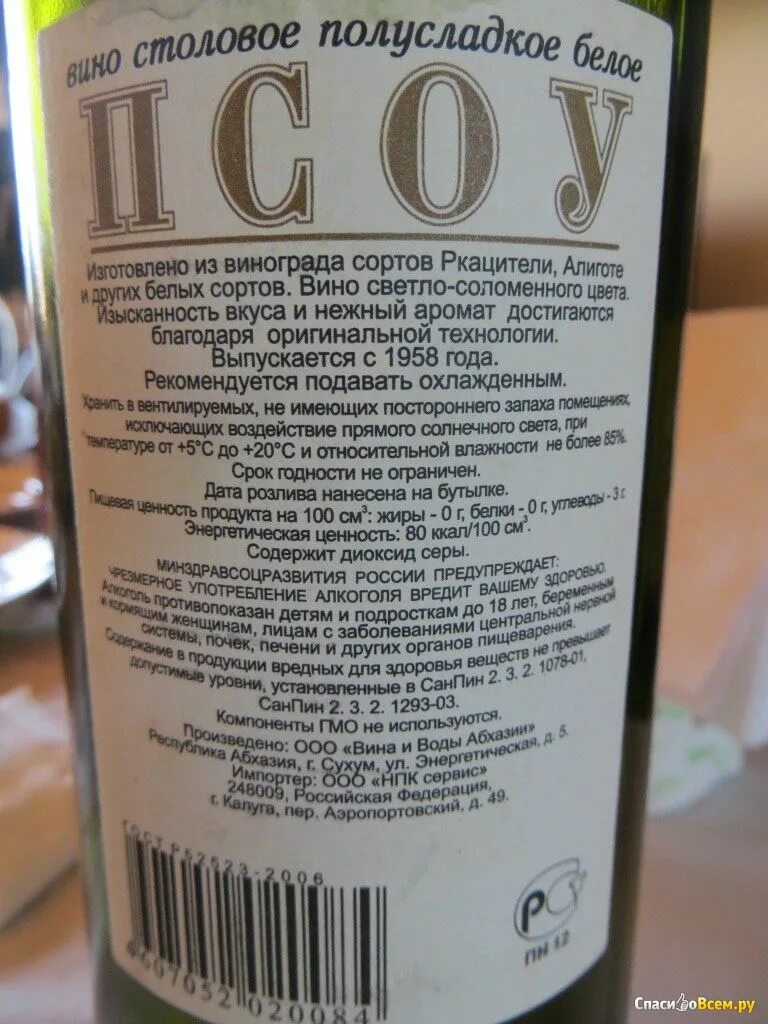 вино столовое полусладкое белое
ПСОУ
Изготовлено из винограда сортов Ркацители, Алиготе
и других белых сортов. Вино светло-соломенного цвета.
Изысканность вкуса и нежный аромат достигаются
благодаря оригинальной технологии.
Выпускается с 1958 года.
Рекомендуется подавать охлажденным.
Хранить в вентилируемых, не имеющих постороннего запаха помещениях,
исключающих воздействие прямого солнечного света, при
температуре от +5°С до +20°С и относительной влажности не более 85%.
Срок годности не ограничен.
Дата розлива нанесена на бутылке.
Пищевая ценность продукта на 100 см³: жиры - 0 г, белки - 0 г, углеводы - 3 г.
Энергетическая ценность: 80 ккал/100 см³.
Содержит диоксид серы.
МИНЗДРАВСОЦРАЗВИТИЯ РОССИИ ПРЕДУПРЕЖДАЕТ:
ЧРЕЗМЕРНОЕ УПОТРЕБЛЕНИЕ АЛКОГОЛЯ ВРЕДИТ ВАШЕМУ ЗДОРОВЬЮ.
Алкоголь противопоказан детям и подросткам до 18 лет, беременным
и кормящим женщинам, лицам с заболеваниями центральной нервной
системы, почек, печени и других органов пищеварения.
Содержание в продукции вредных для здоровья веществ не превышает
допустимые уровни, установленные в СанПин 2. 3. 2. 1078-01,
СанПин 2. 3. 2. 1293-03.
Компоненты ГМО не используются.
Произведено: ООО «Вина и Воды Абхазии»
Республика Абхазия, г. Сухум, ул. Энергетическая, д. 5.
Импортер: ООО «НПК сервис»
248009, Российская Федерация,
г. Калуга, пер. Аэропортовский, д. 49.
ГОСТ Р 52523-2006
4607052 020084
РСТ
ПН 12
СпасибоВсем.ру